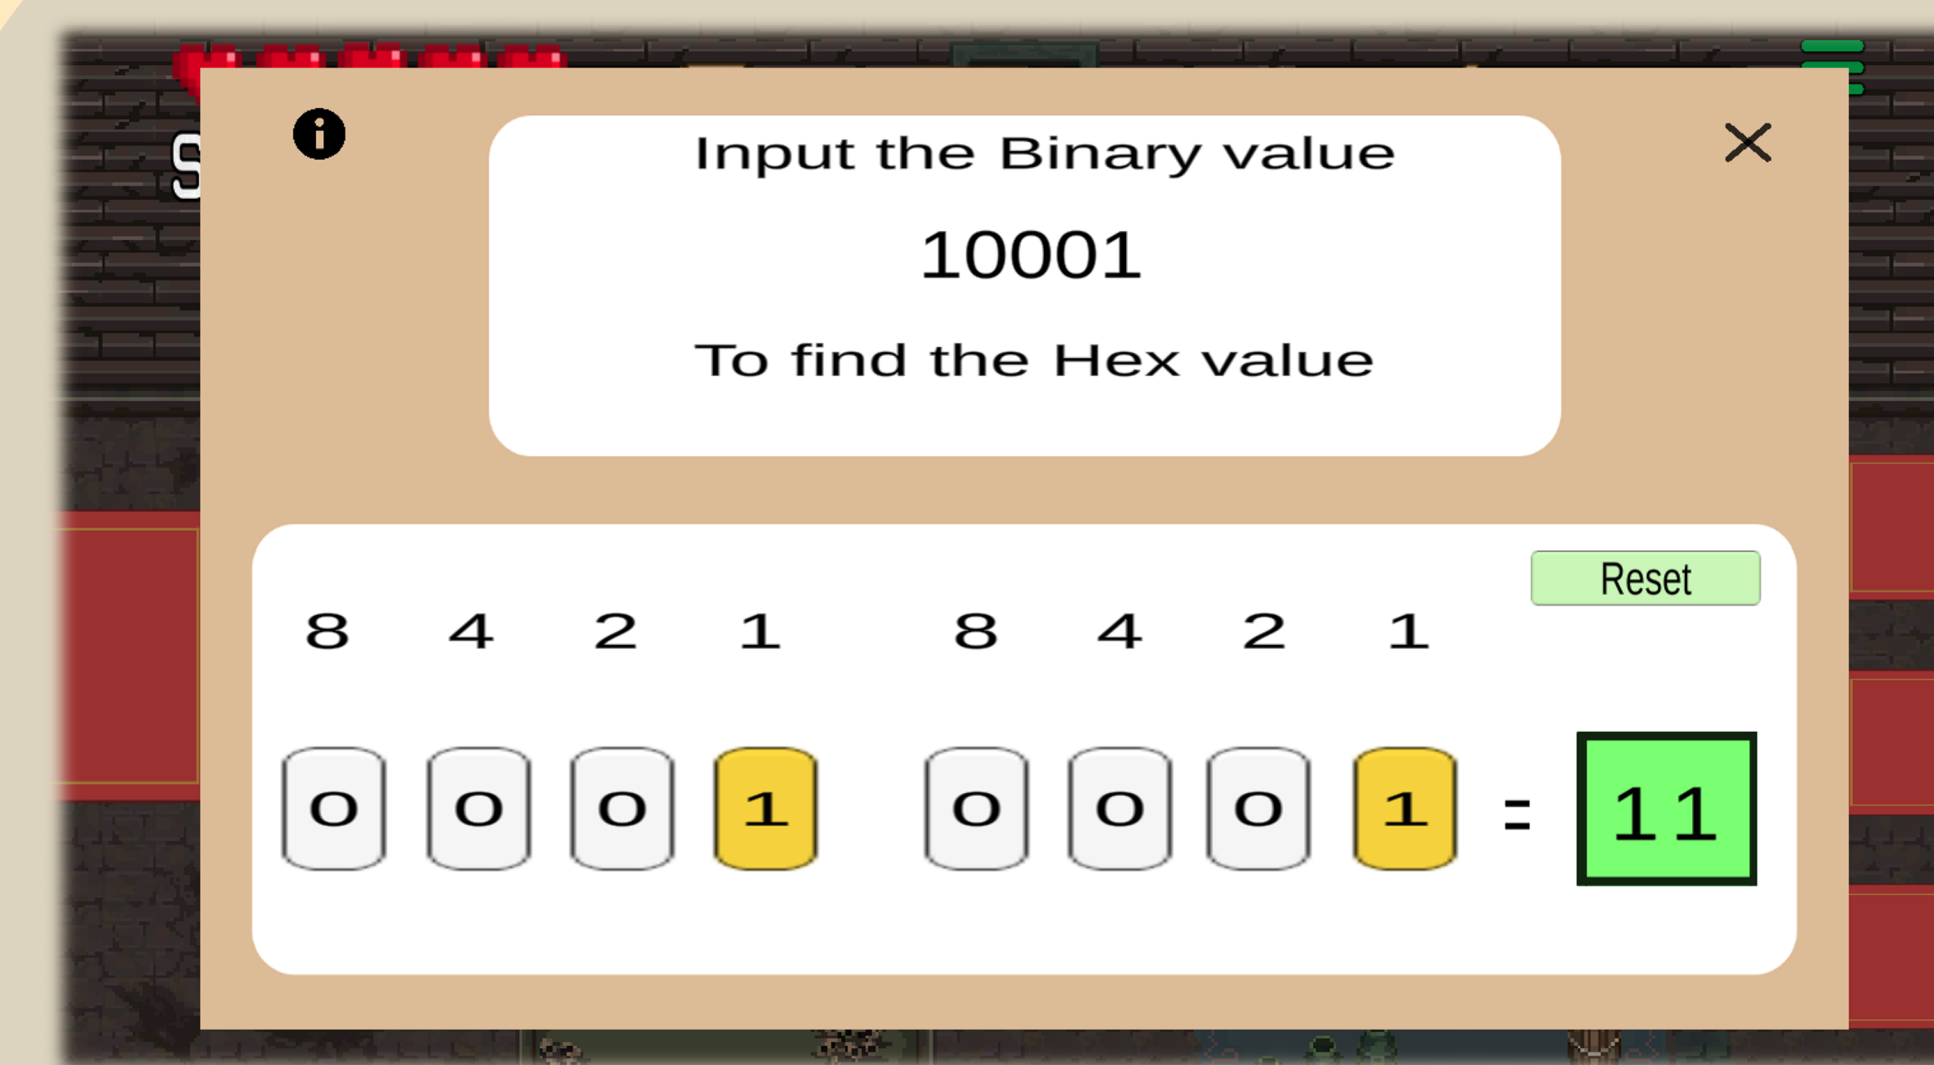 S
Input the Binary value
10001
To find the Hex value
Reset
8 4 2 1 8 4 2 1
0 0 0 1 0 0 0 1 = 11